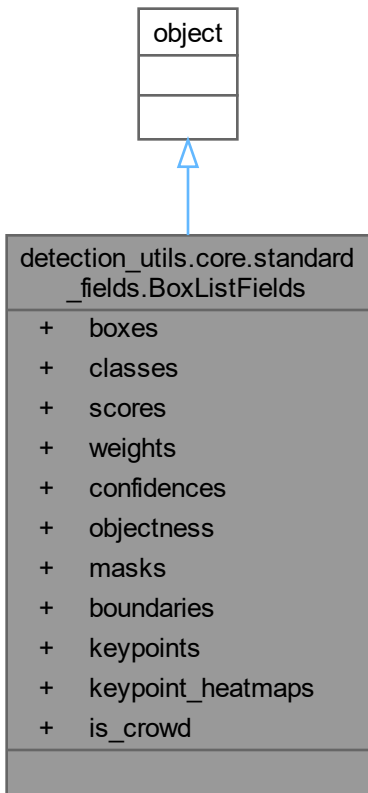 object
detection_utils.core.standard
_fields.BoxListFields
+ boxes
+ classes
+ scores
+ weights
+ confidences
+ objectness
+ masks
+ boundaries
+ keypoints
+ keypoint_heatmaps
+ is_crowd